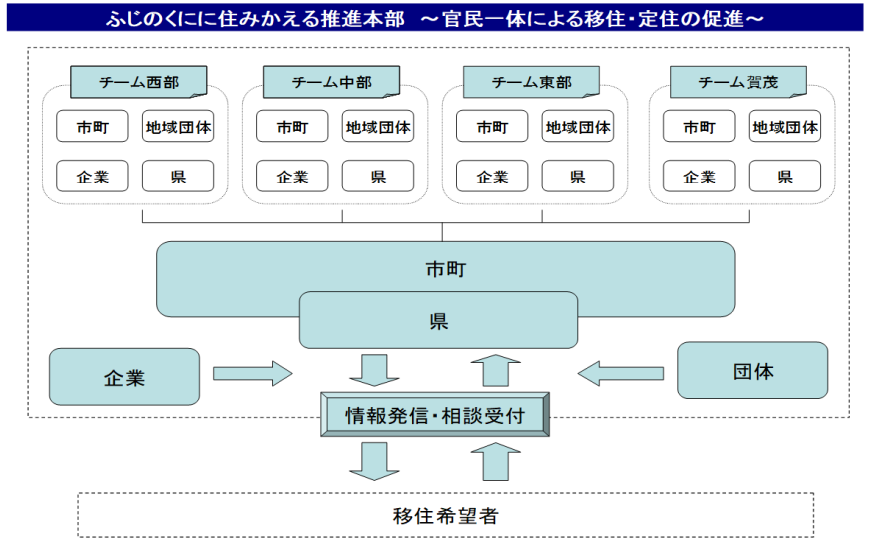 ふじのくにに住みかえる推進本部　～官民一体による移住・定住の促進～
チーム西部
チーム中部
チーム東部
チーム賀茂
市町
地域団体
市町
地域団体
市町
地域団体
市町
地域団体
企業
県
企業
県
企業
県
企業
県
市町
県
企業
団体
情報発信・相談受付
移住希望者